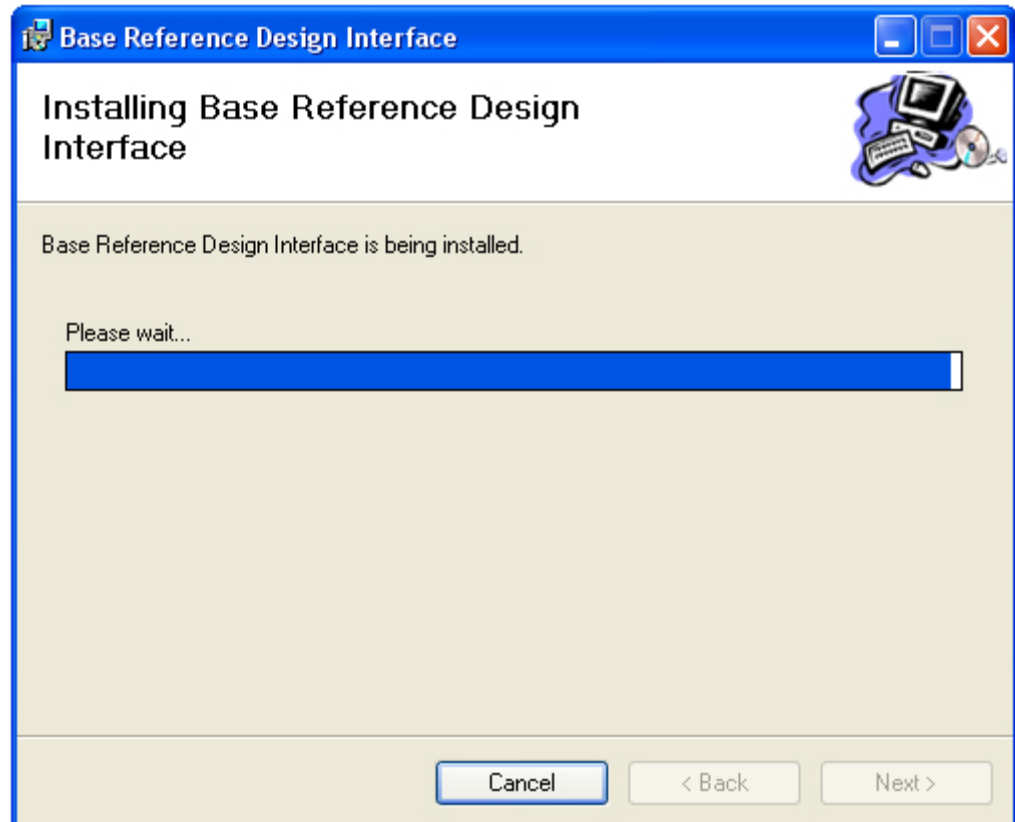 Base Reference Design Interface
Installing Base Reference Design
Interface
Base Reference Design Interface is being installed.
Please wait...
Cancel
< Back
Next >